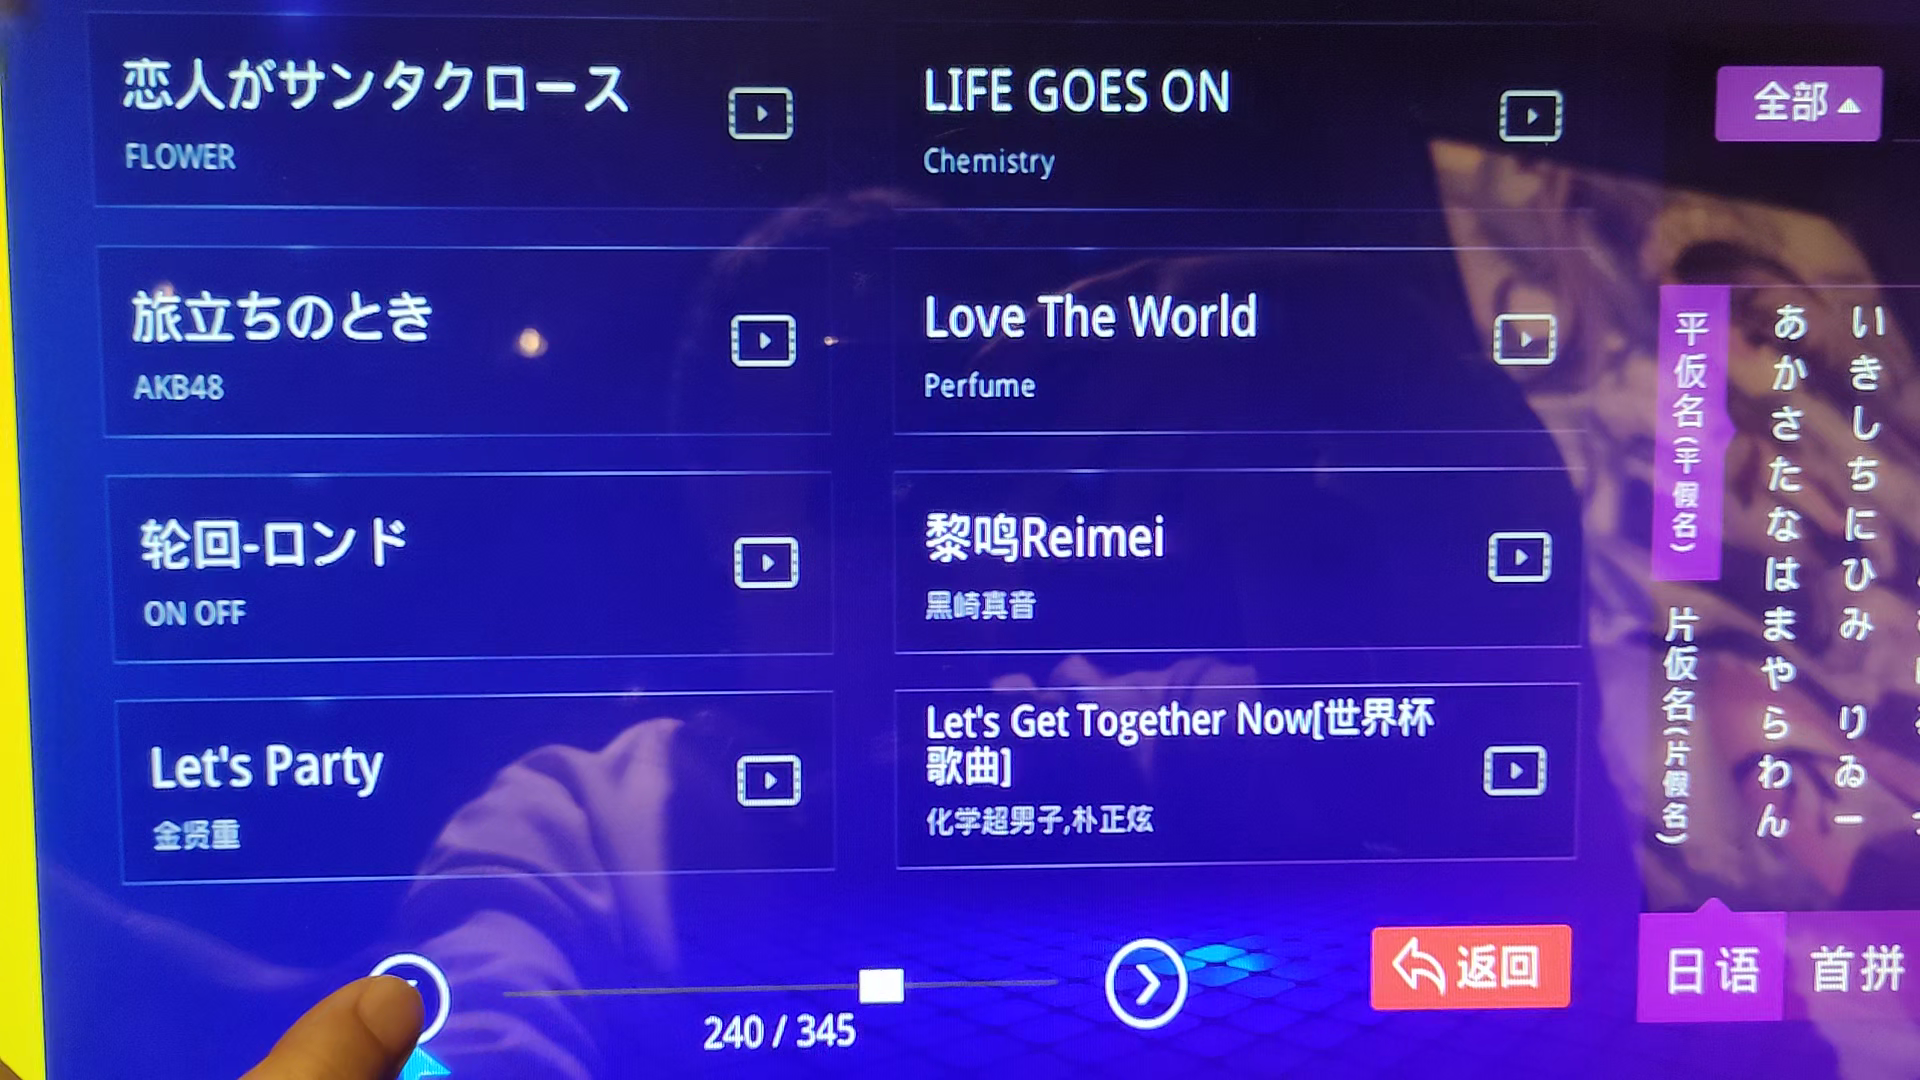 恋人がサンタクロース
FLOWER
LIFE GOES ON
Chemistry
旅立ちのとき
AKB48
Love The World
Perfume
轮回-ロンド
ON OFF
黎鸣Reimei
黒崎真音
Let's Party
金贤重
Let's Get Together Now[世界杯
歌曲]
化学超男子,朴正炫
240 / 345
返回
全部
平仮名(平假名)
片仮名(片假名)
あかさたなはまやらわん
いきしちにひみ りゐー
日语
首拼